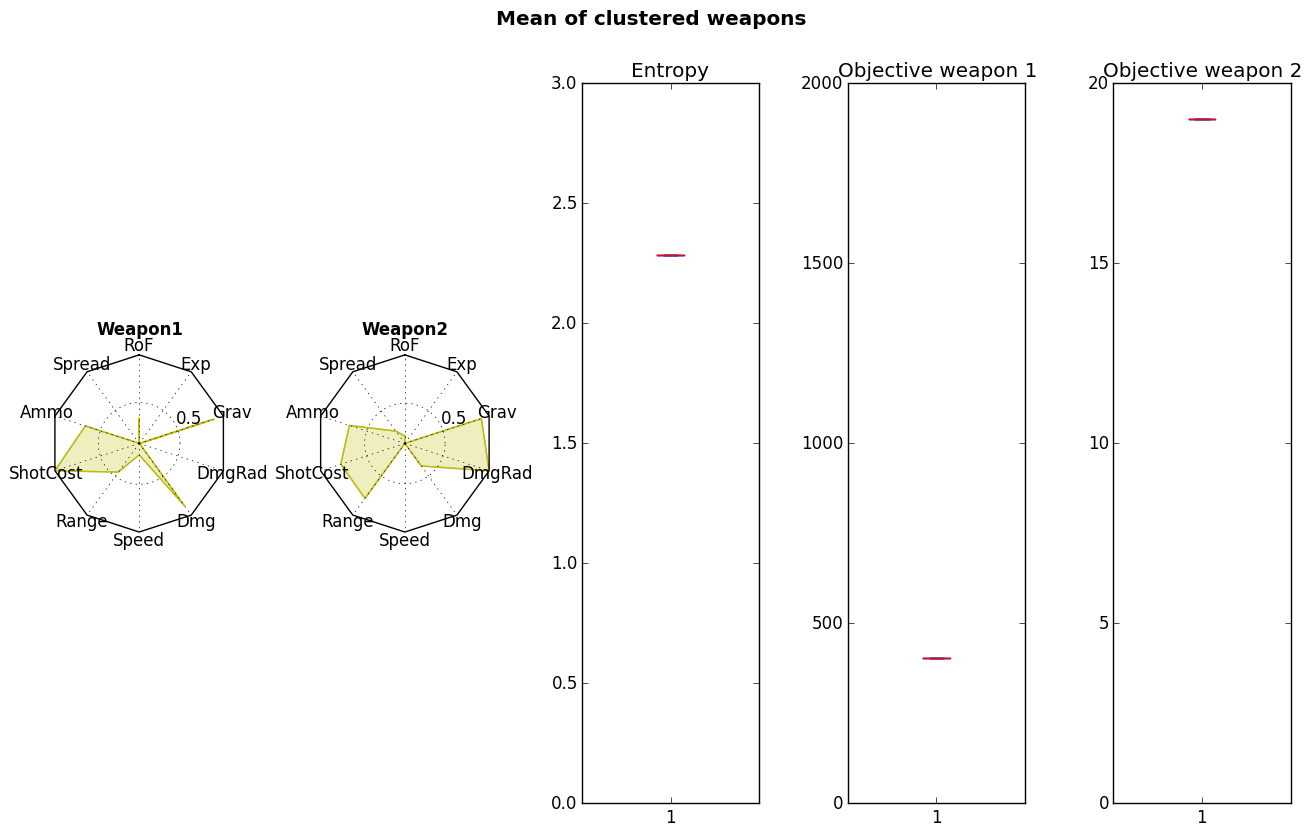 Mean of clustered weapons
Weapon1
RoF
Exp
Spread
Grav
0.5
Ammo
DmgRad
ShotCost
Dmg
Range
Speed
Weapon2
RoF
Exp
Spread
Grav
0.5
Ammo
DmgRad
ShotCost
Dmg
Range
Speed
Entropy
3.0
2.5
2.0
1.5
1.0
0.5
0.0
1
Objective weapon 1
2000
1500
1000
500
0
1
Objective weapon 2
20
15
10
5
0
1